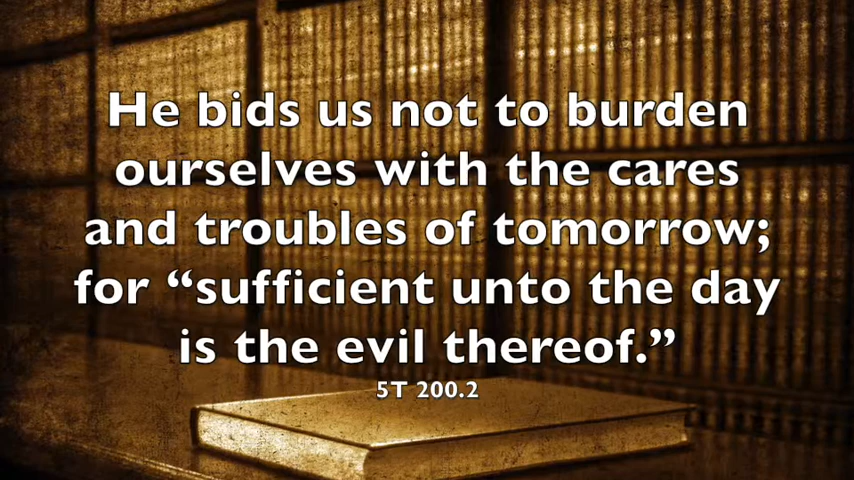 He bids us not to burden
ourselves with the cares
and troubles of tomorrow;
for “sufficient unto the day
is the evil thereof.”
5T 200.2